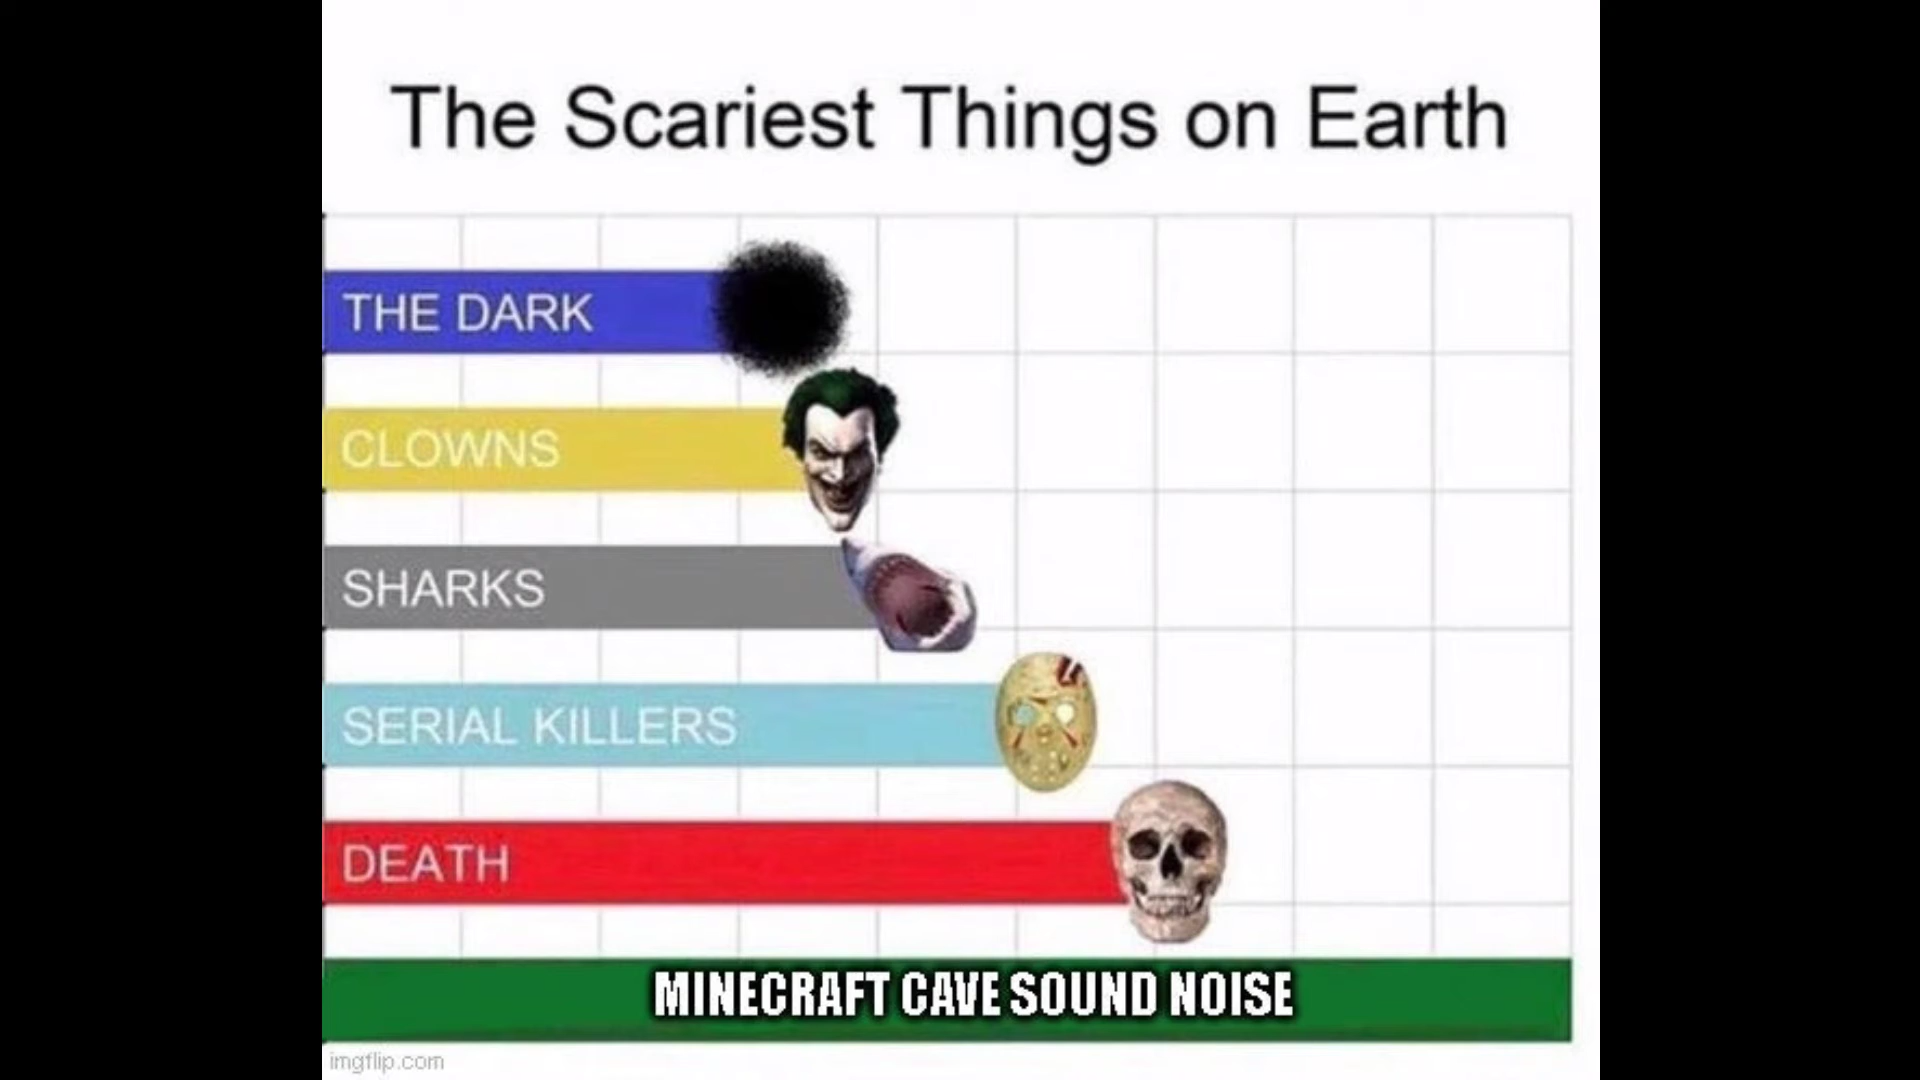 The Scariest Things on Earth
THE DARK
CLOWNS
SHARKS
SERIAL KILLERS
DEATH
MINECRAFT CAVE SOUND NOISE
imgflip.com